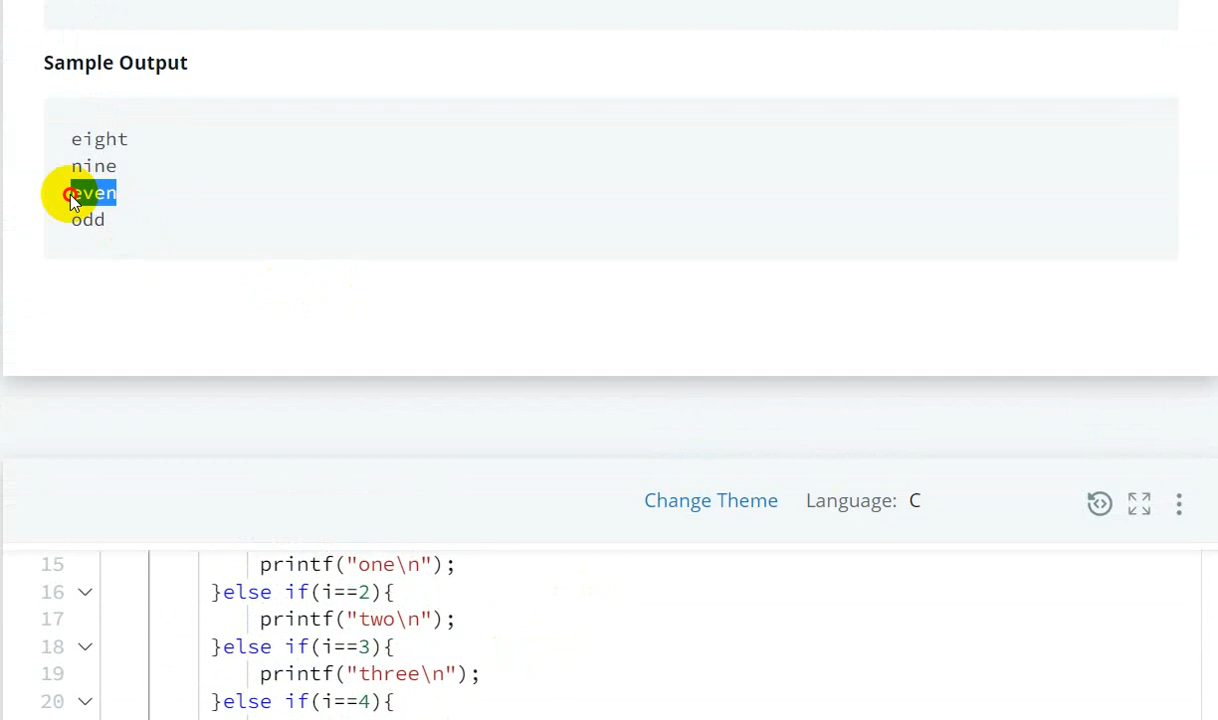 Sample Output
eight
nine
even
odd
Change Theme Language: C
15 printf("one\n");
16 }else if(i==2){
17 printf("two\n");
18 }else if(i==3){
19 printf("three\n");
20 }else if(i==4){